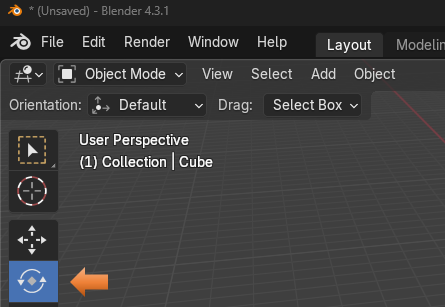 * (Unsaved) - Blender 4.3.1
File Edit Render Window Help Layout
Object Mode View Select Add Object
Orientation: Default Drag: Select Box
User Perspective
(1) Collection | Cube